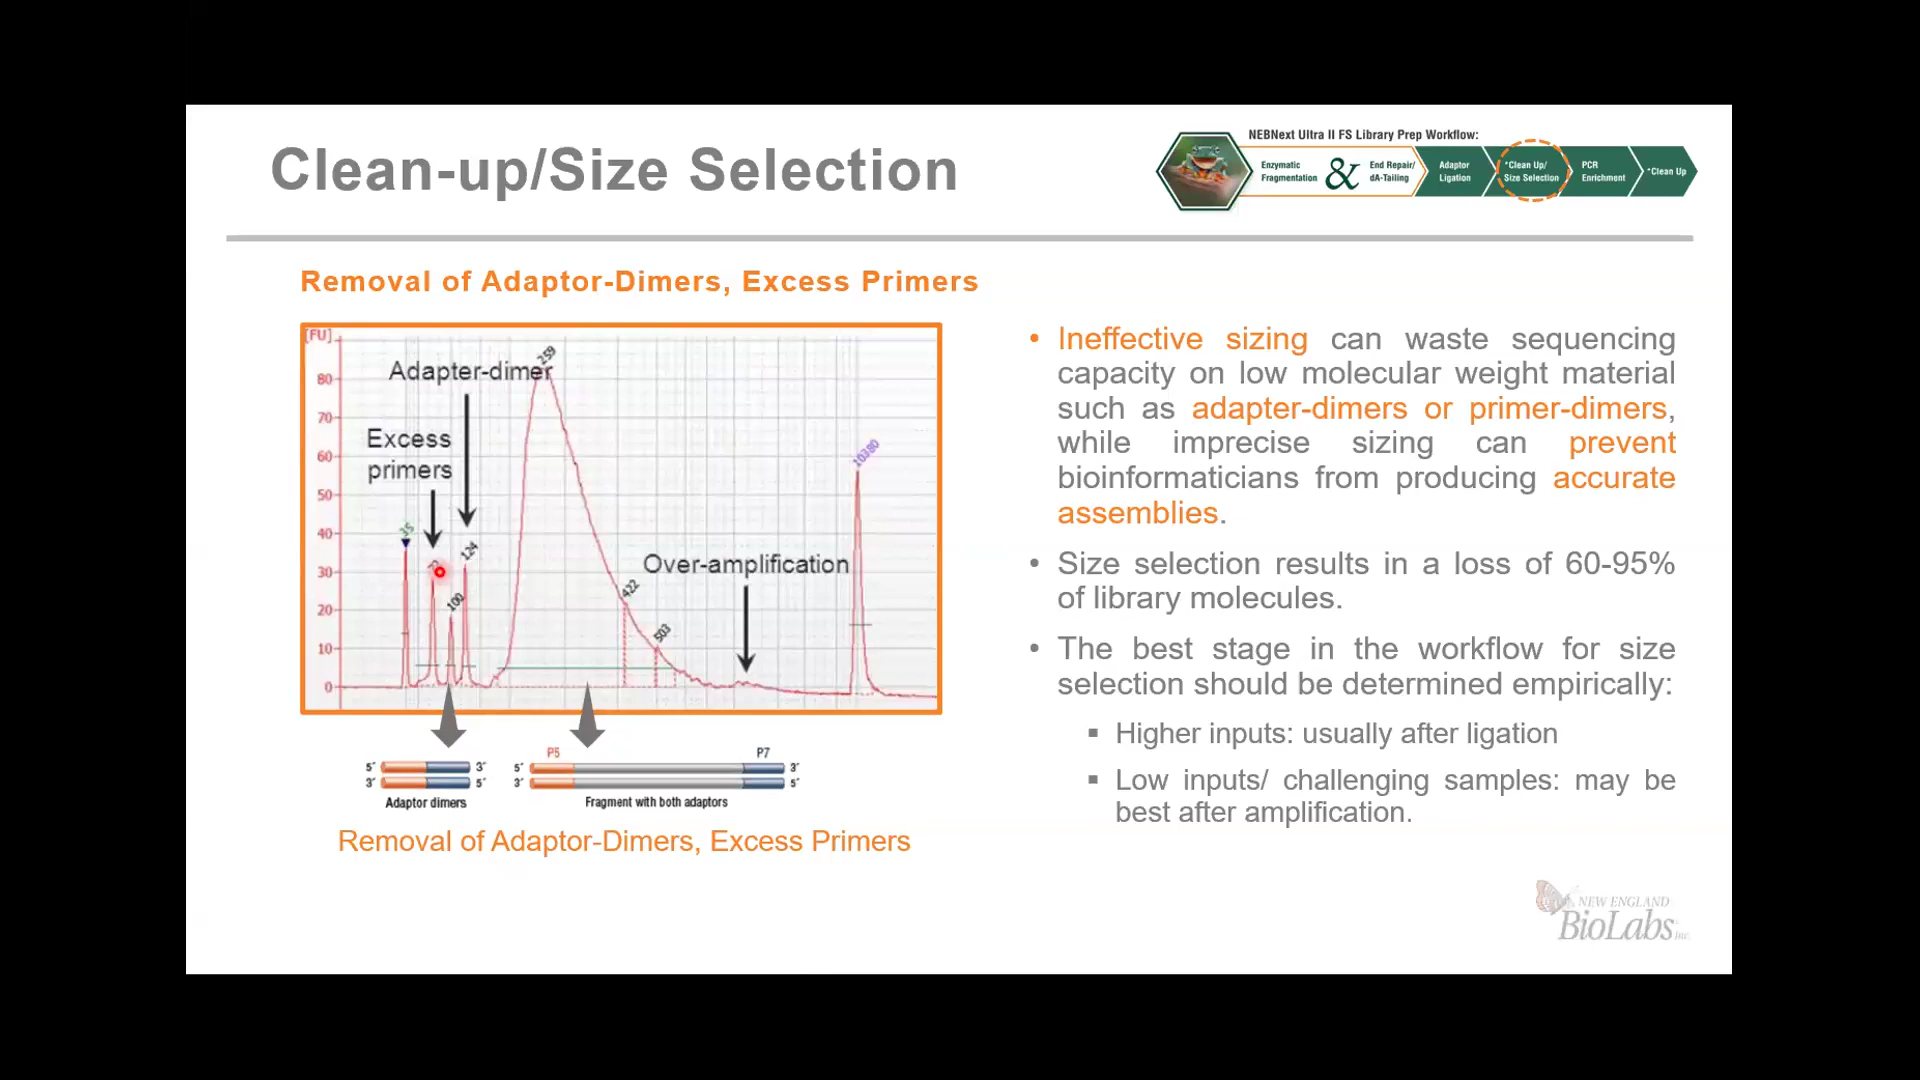 Clean-up/Size Selection
NEBNext Ultra II FS Library Prep Workflow:
Enzymatic
Fragmentation
&
End Repair/
dA-Tailing
Adaptor
Ligation
*Clean Up/
Size Selection
PCR
Enrichment
*Clean Up
Removal of Adaptor-Dimers, Excess Primers
[FU]
80
70
60
50
40
30
20
10
0
Adapter-dimer
Excess
primers
Over-amplification
35
100
124
259
422
503
10380
5´ 3´
3´ 5´
Adaptor dimers
P5 P7
5´ 3´
3´ 5´
Fragment with both adaptors
Removal of Adaptor-Dimers, Excess Primers
• Ineffective sizing can waste sequencing
capacity on low molecular weight material
such as adapter-dimers or primer-dimers,
while imprecise sizing can prevent
bioinformaticians from producing accurate
assemblies.
• Size selection results in a loss of 60-95%
of library molecules.
• The best stage in the workflow for size
selection should be determined empirically:
▪ Higher inputs: usually after ligation
▪ Low inputs/ challenging samples: may be
best after amplification.
NEW ENGLAND
BioLabs Inc.